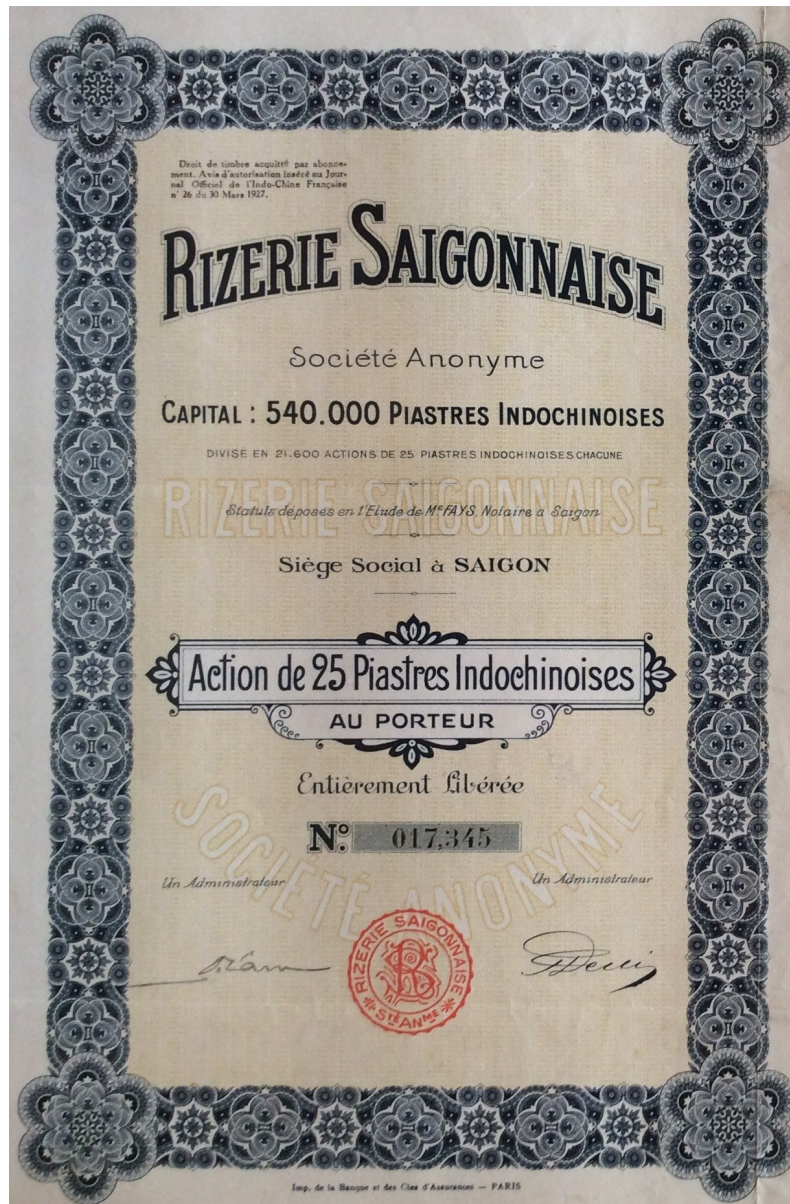 Droit de timbre acquitté par abonne-
ment. Avis d'autorisation inséré au Jour-
nal Officiel de l'Indo-Chine Française
n° 26 du 30 Mars 1927.
RIZERIE SAIGONNAISE
Société Anonyme
CAPITAL : 540.000 PIASTRES INDOCHINOISES
DIVISÉ EN 21.600 ACTIONS DE 25 PIASTRES INDOCHINOISES CHACUNE
RIZERIE SAIGONNAISE
Statuts déposés en l'Etude de Me FAYS. Notaire à Saigon
Siège Social à SAIGON
Action de 25 Piastres Indochinoises
AU PORTEUR
Entièrement Libérée
SOCIÉTÉ ANONYME
No. 017,345
Un Administrateur
Un Administrateur
RIZERIE SAIGONNAISE
RS
STÉ ANME
Imp. de la Banque et des Cies d'Assurances — PARIS